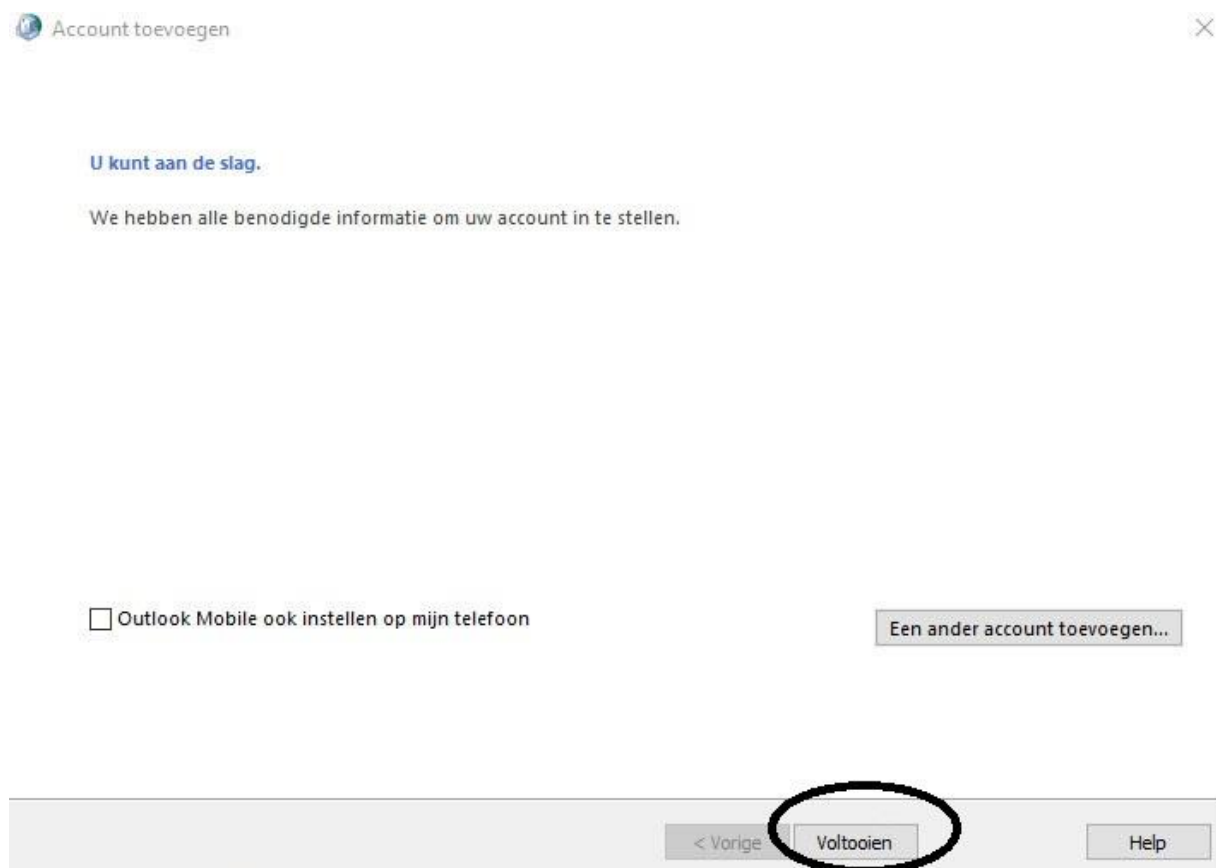 Account toevoegen
U kunt aan de slag.
We hebben alle benodigde informatie om uw account in te stellen.
Outlook Mobile ook instellen op mijn telefoon
Een ander account toevoegen...
< Vorige Voltooien Help